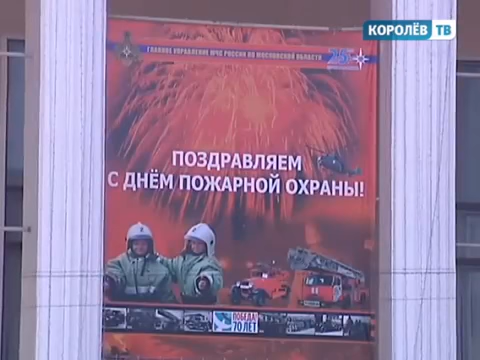 КОРОЛЁВ ТВ
ГЛАВНОЕ УПРАВЛЕНИЕ МЧС РОССИИ ПО МОСКОВСКОЙ ОБЛАСТИ
25
ПОЗДРАВЛЯЕМ
С ДНЁМ ПОЖАРНОЙ ОХРАНЫ!
ПОБЕДА!
70 ЛЕТ